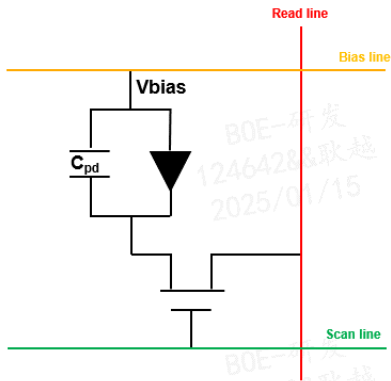 Read line
Bias line
Vbias
BOE-研发
124642&&耿越
2025/01/15
Cpd
Scan line
BOE-研发